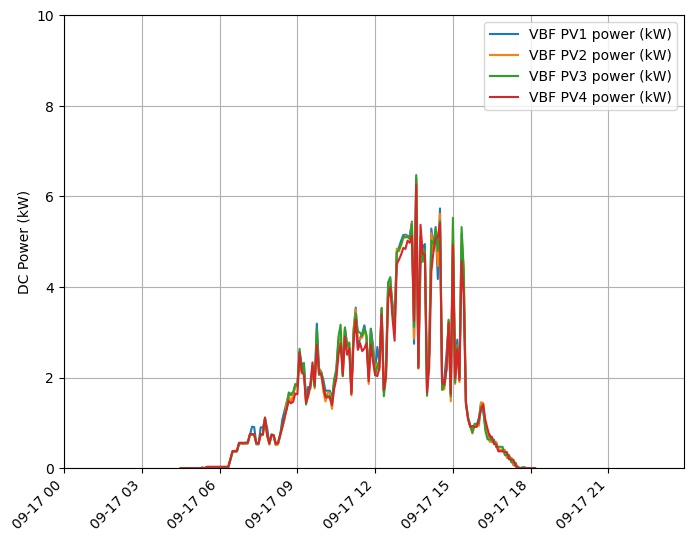 10
8
6
4
2
0
DC Power (kW)
VBF PV1 power (kW)
VBF PV2 power (kW)
VBF PV3 power (kW)
VBF PV4 power (kW)
09-17 00
09-17 03
09-17 06
09-17 09
09-17 12
09-17 15
09-17 18
09-17 21